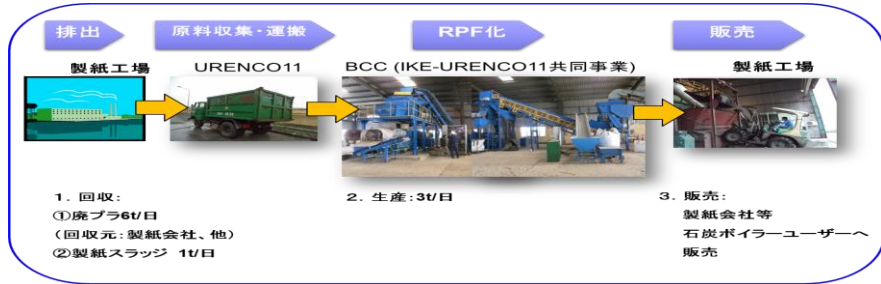 排出
原料収集・運搬
RPF化
販売
製紙工場
URENCO11
BCC (IKE-URENCO11共同事業)
製紙工場
1. 回収:
①廃プラ6t/日
(回収元:製紙会社、他)
②製紙スラッジ 1t/日
2. 生産:3t/日
3. 販売:
製紙会社等
石炭ボイラーユーザーへ
販売